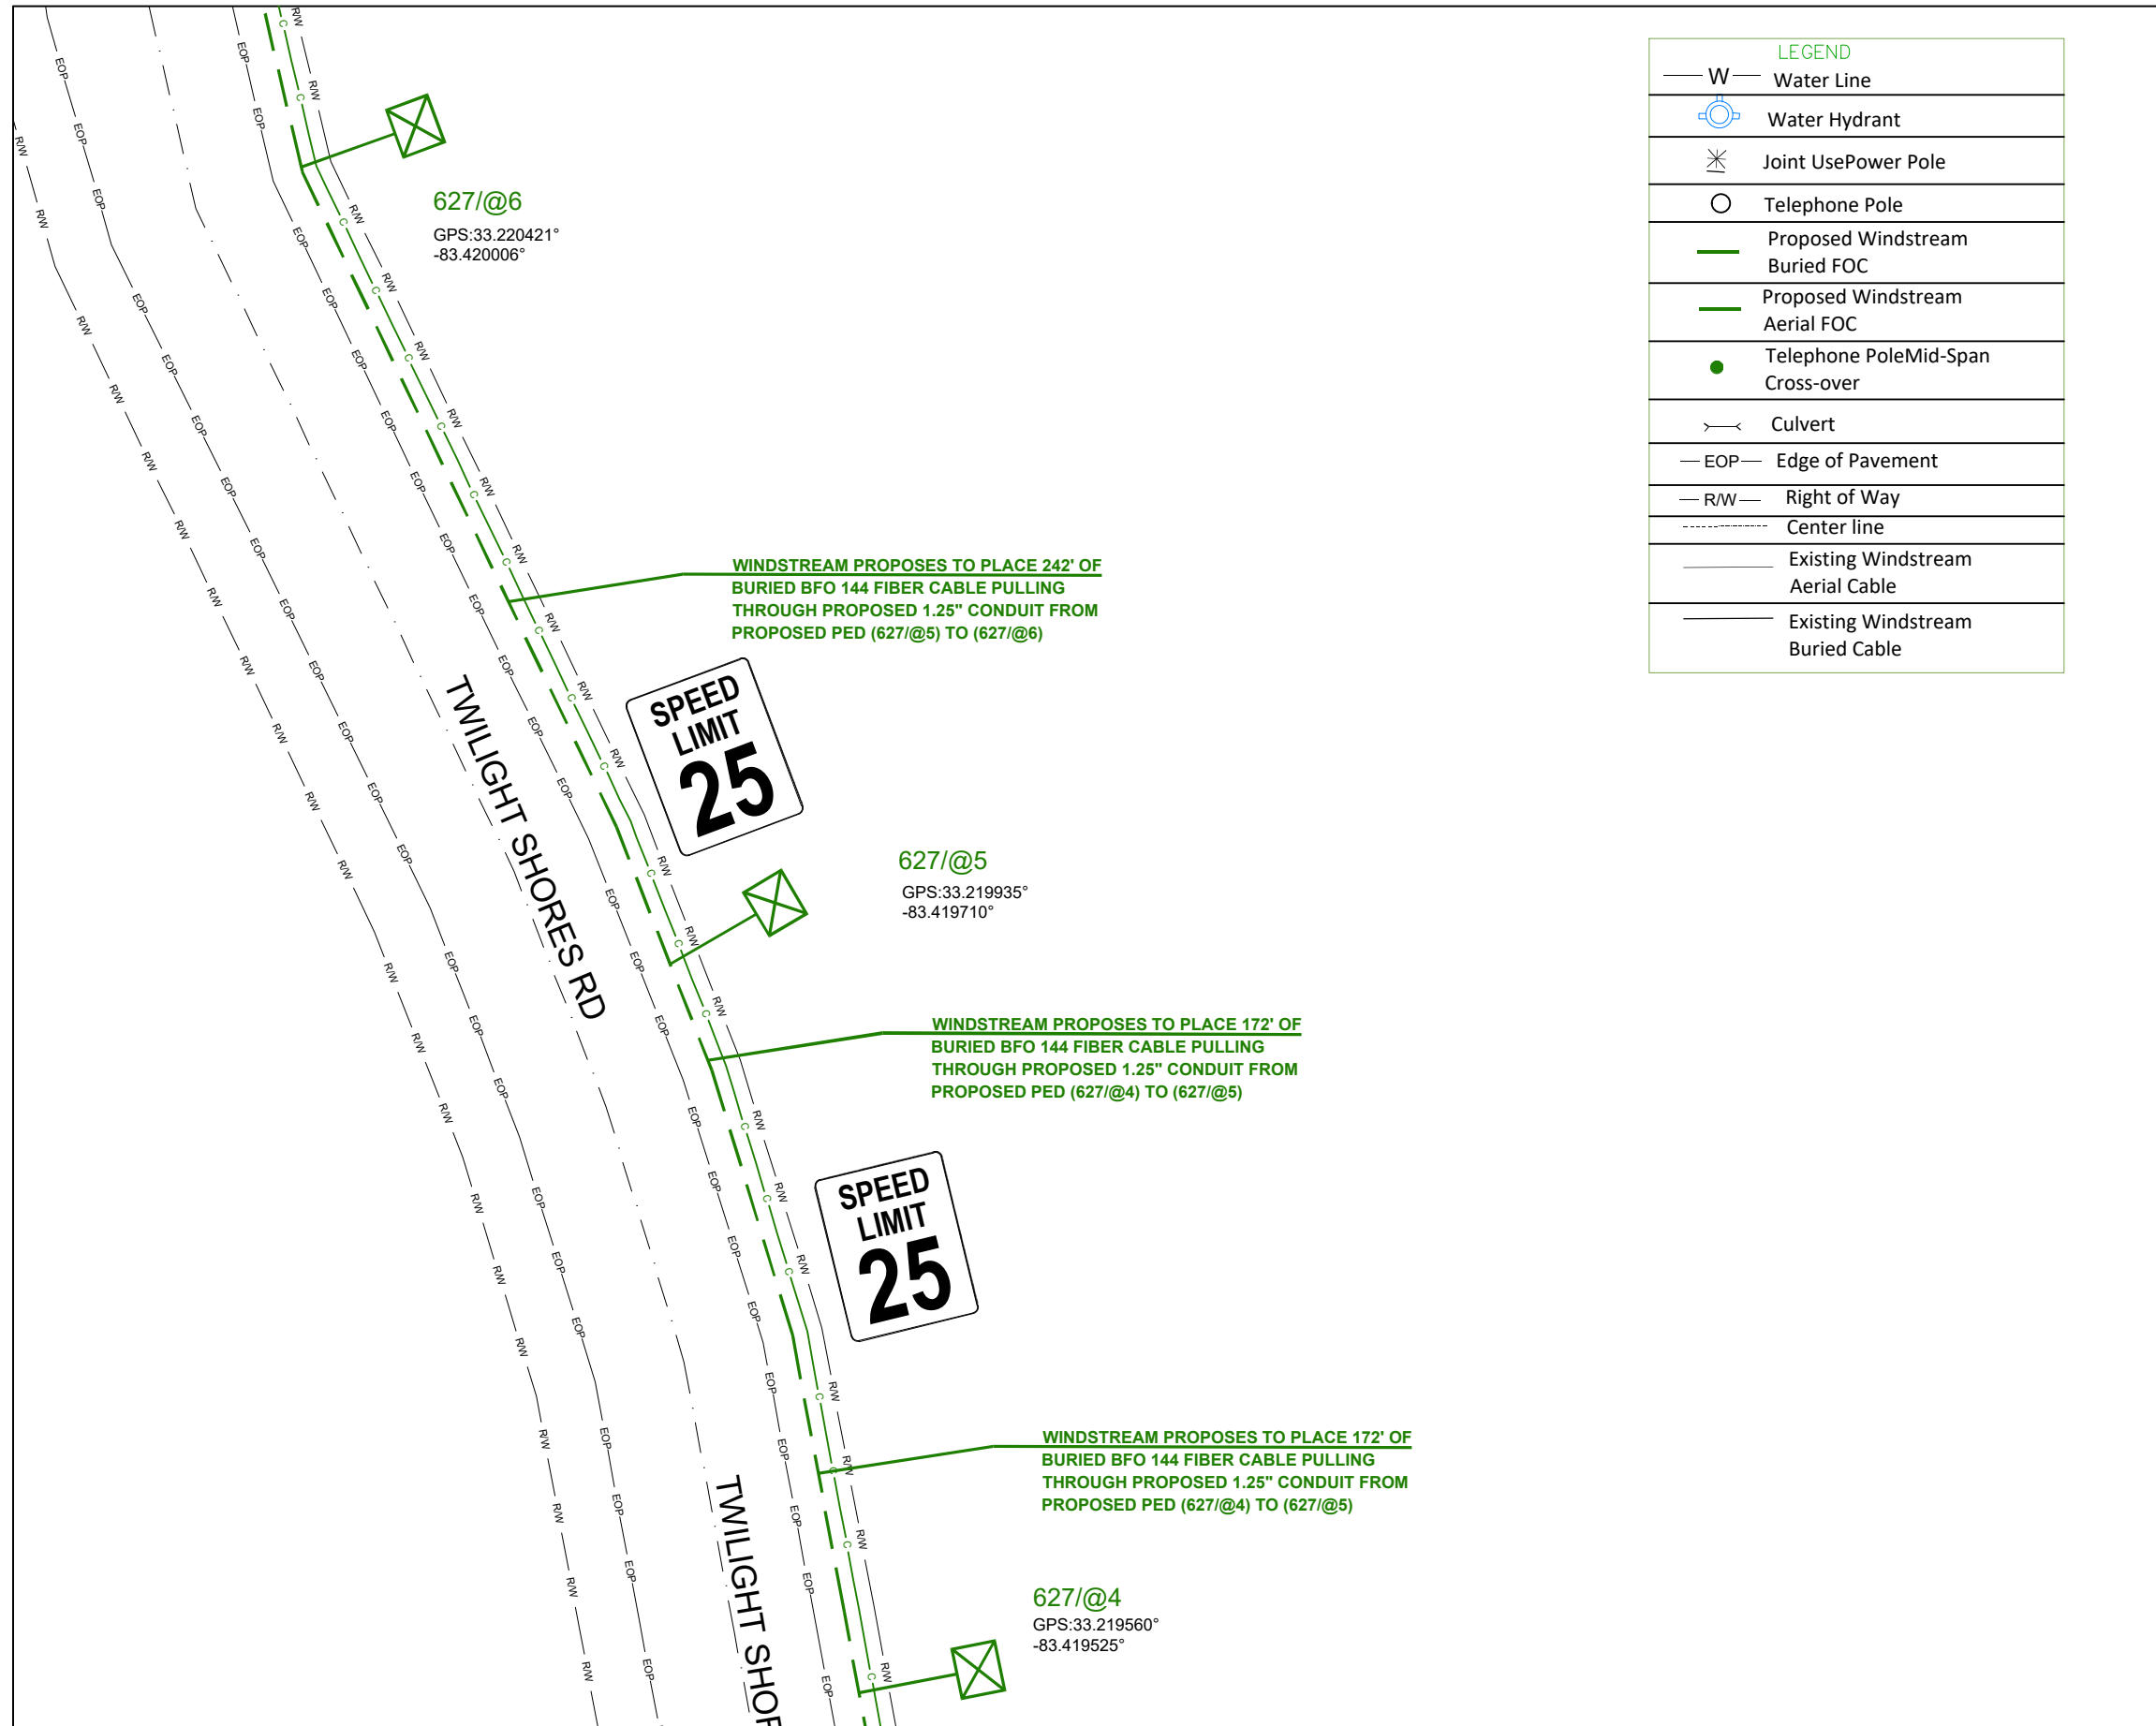 LEGEND
W Water Line
Water Hydrant
Joint UsePower Pole
Telephone Pole
Proposed Windstream
Buried FOC
Proposed Windstream
Aerial FOC
Telephone PoleMid-Span
Cross-over
Culvert
EOP Edge of Pavement
R/W Right of Way
Center line
Existing Windstream
Aerial Cable
Existing Windstream
Buried Cable
627/@6
GPS:33.220421°
-83.420006°
WINDSTREAM PROPOSES TO PLACE 242' OF
BURIED BFO 144 FIBER CABLE PULLING
THROUGH PROPOSED 1.25" CONDUIT FROM
PROPOSED PED (627/@5) TO (627/@6)
SPEED
LIMIT
25
TWILIGHT SHORES RD
627/@5
GPS:33.219935°
-83.419710°
WINDSTREAM PROPOSES TO PLACE 172' OF
BURIED BFO 144 FIBER CABLE PULLING
THROUGH PROPOSED 1.25" CONDUIT FROM
PROPOSED PED (627/@4) TO (627/@5)
SPEED
LIMIT
25
WINDSTREAM PROPOSES TO PLACE 172' OF
BURIED BFO 144 FIBER CABLE PULLING
THROUGH PROPOSED 1.25" CONDUIT FROM
PROPOSED PED (627/@4) TO (627/@5)
TWILIGHT SHOR
627/@4
GPS:33.219560°
-83.419525°
EOP
R/W
C